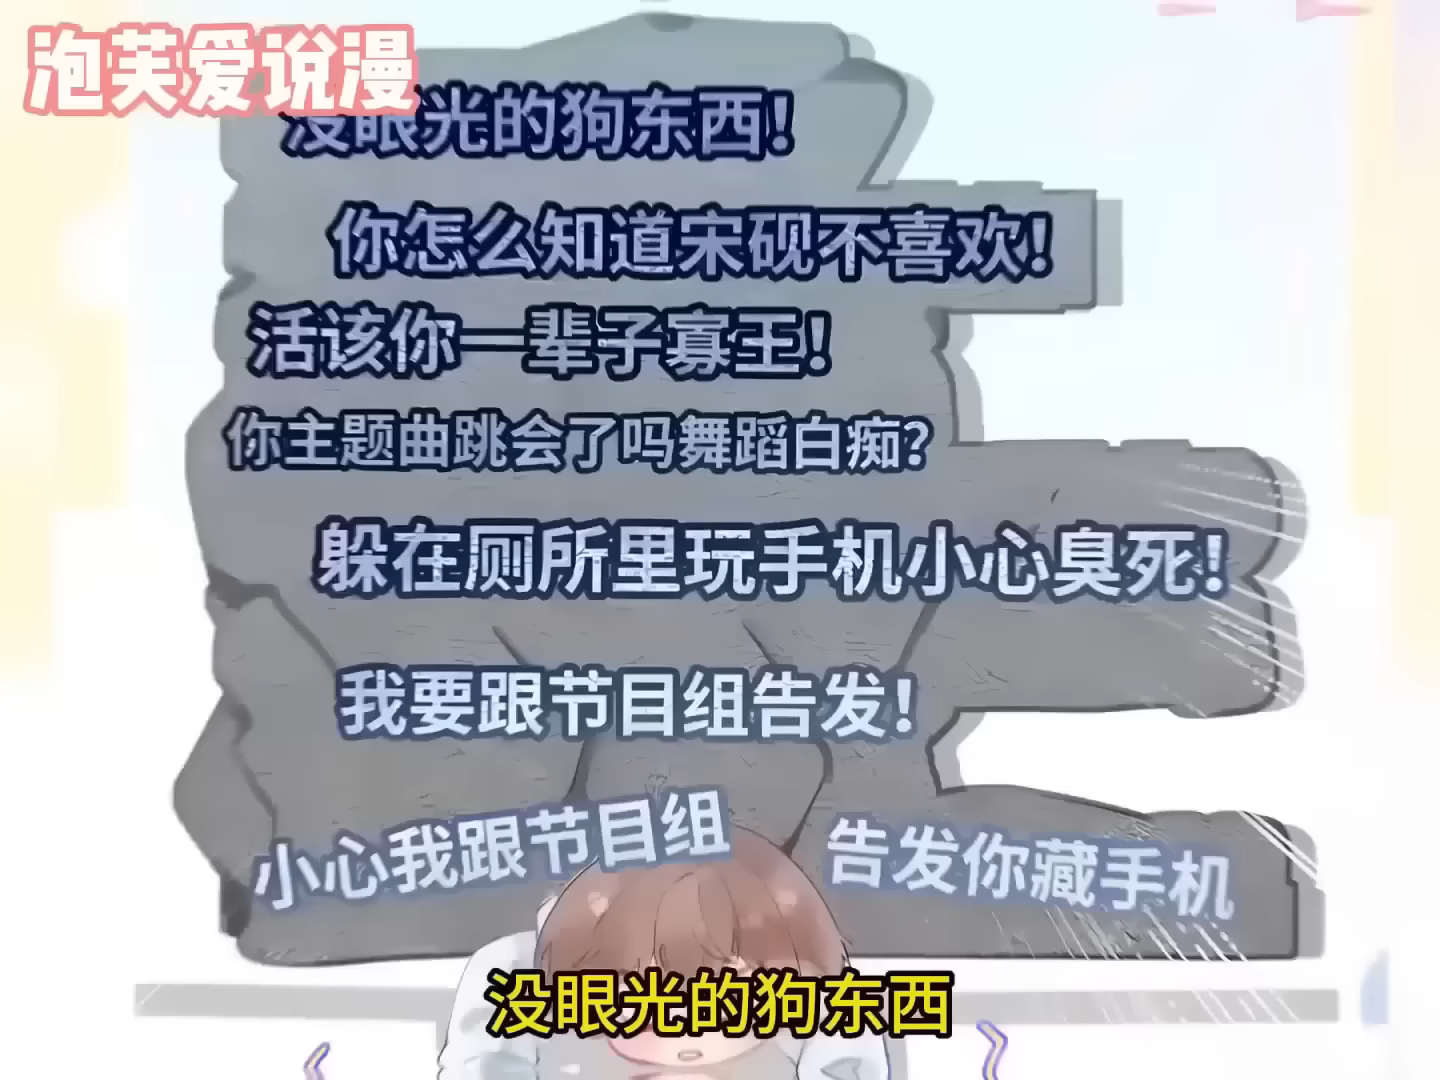 泡芙爱说漫
没眼光的狗东西！
你怎么知道宋砚不喜欢！
活该你一辈子寡王！
你主题曲跳会了吗舞蹈白痴？
躲在厕所里玩手机小心臭死！
我要跟节目组告发！
小心我跟节目组 告发你藏手机
没眼光的狗东西